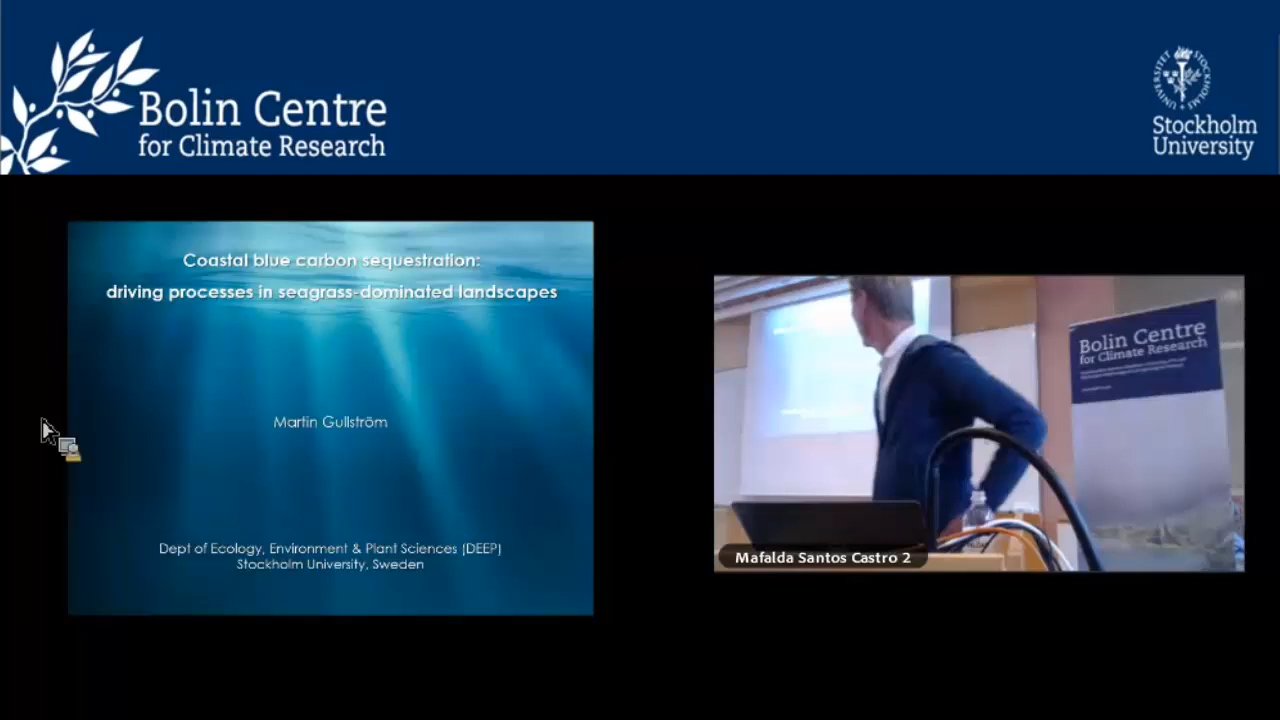 Bolin Centre
for Climate Research
STOCKHOLMS UNIVERSITET
Stockholm
University
Coastal blue carbon sequestration:
driving processes in seagrass-dominated landscapes
Martin Gullström
Dept of Ecology, Environment & Plant Sciences (DEEP)
Stockholm University, Sweden
Bolin Centre
for Climate Research
Mafalda Santos Castro 2